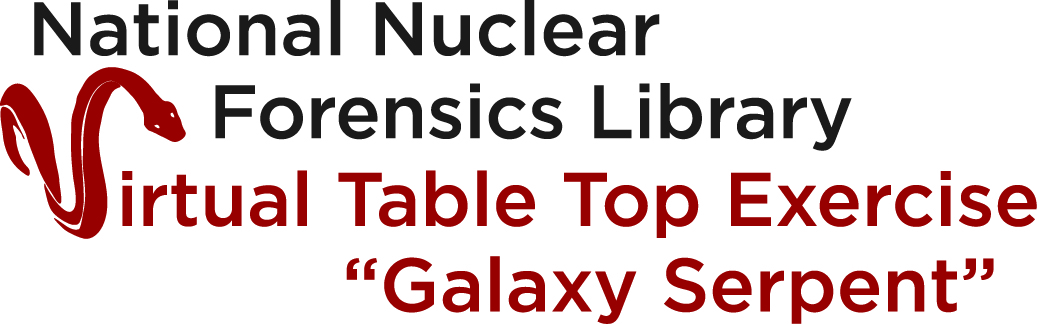 National Nuclear
Forensics Library
Virtual Table Top Exercise
“Galaxy Serpent”